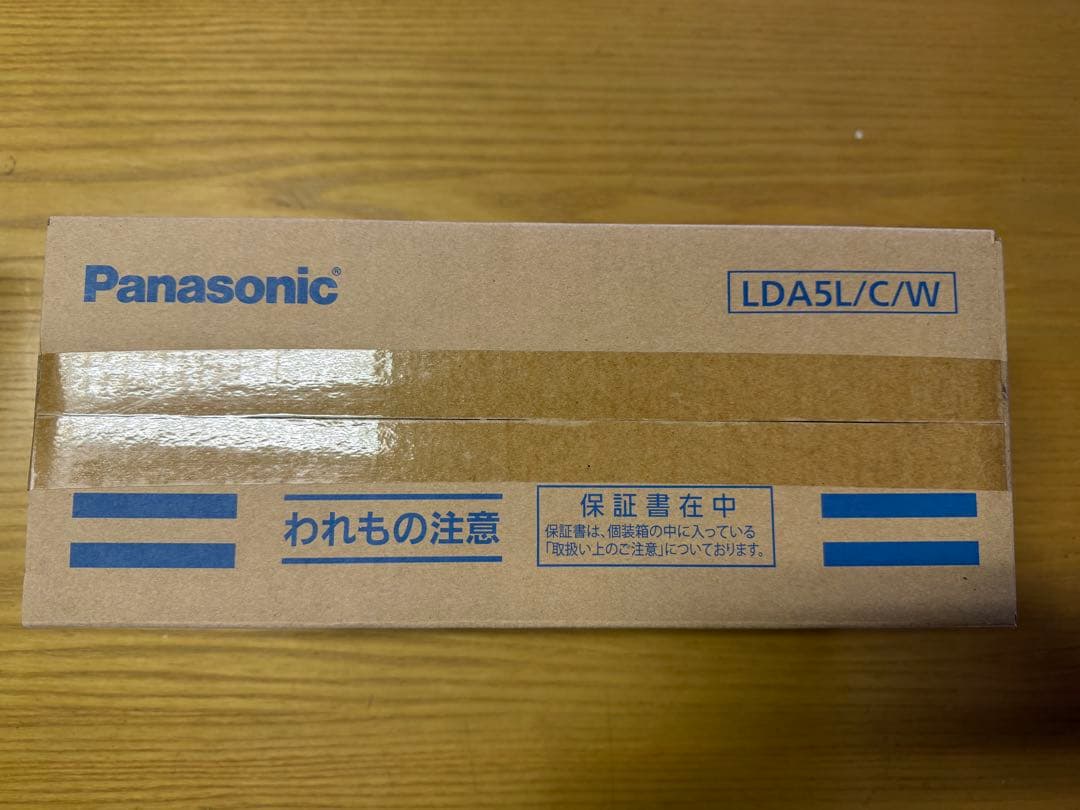 Panasonic®
LDA5L/C/W
われもの注意
保証書在中
保証書は、個装箱の中に入っている
「取扱い上のご注意」についております。